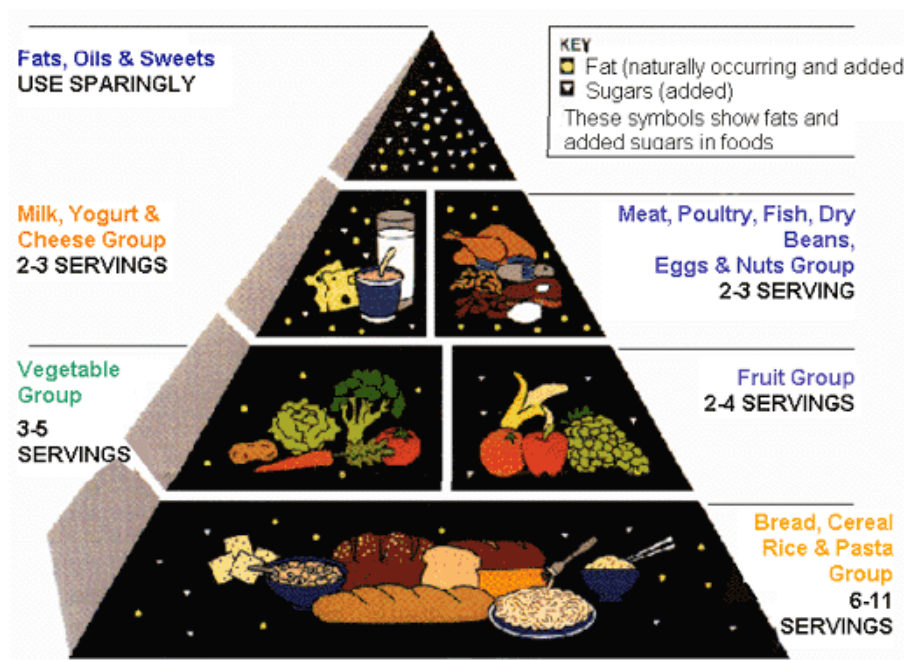 Fats, Oils & Sweets
USE SPARINGLY
KEY
Fat (naturally occurring and added
Sugars (added)
These symbols show fats and
added sugars in foods
Milk, Yogurt &
Cheese Group
2-3 SERVINGS
Meat, Poultry, Fish, Dry
Beans,
Eggs & Nuts Group
2-3 SERVING
Vegetable
Group
3-5
SERVINGS
Fruit Group
2-4 SERVINGS
Bread, Cereal
Rice & Pasta
Group
6-11
SERVINGS